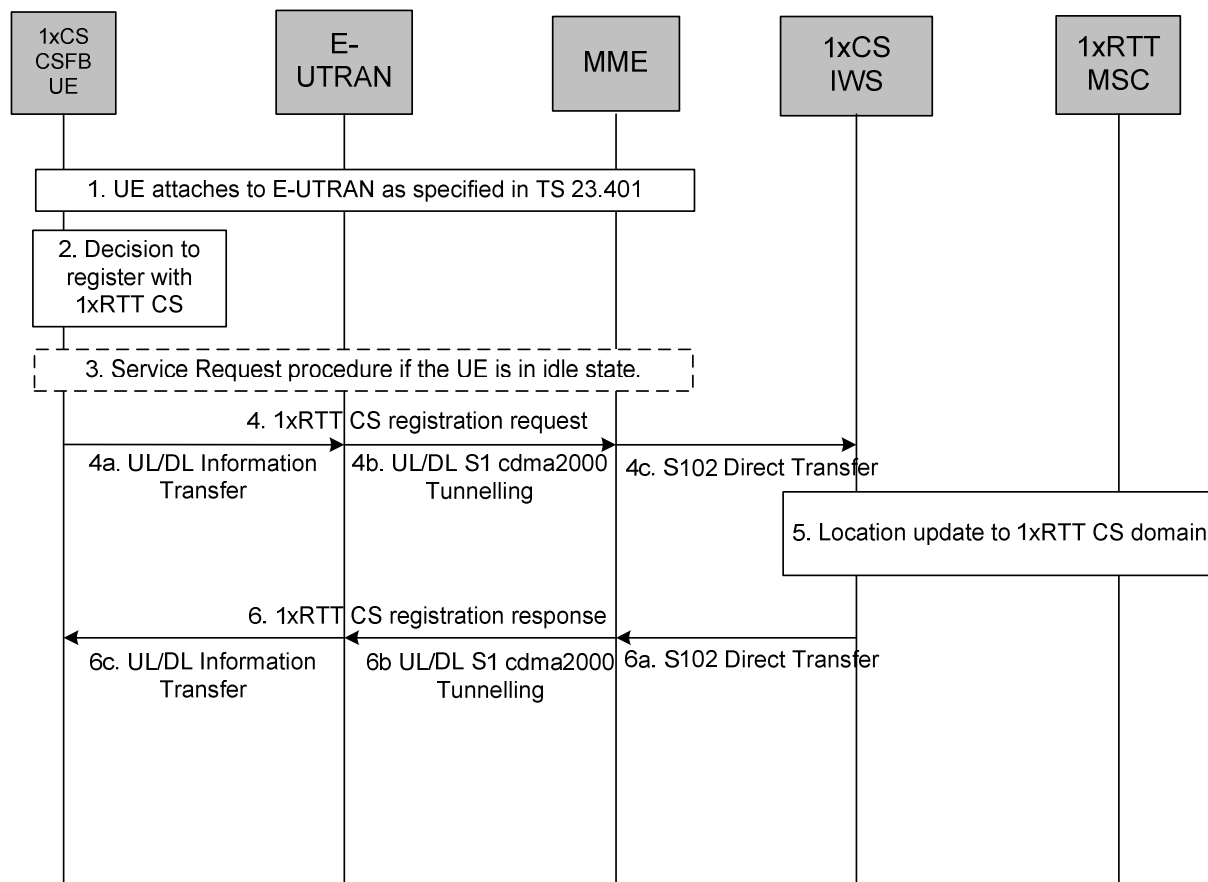 1xCS
CSFB
UE
E-
UTRAN
MME
1xCS
IWS
1xRTT
MSC
1. UE attaches to E-UTRAN as specified in TS 23.401
2. Decision to
register with
1xRTT CS
3. Service Request procedure if the UE is in idle state.
4. 1xRTT CS registration request
4a. UL/DL Information
Transfer
4b. UL/DL S1 cdma2000
Tunnelling
4c. S102 Direct Transfer
5. Location update to 1xRTT CS domain
6. 1xRTT CS registration response
6c. UL/DL Information
Transfer
6b UL/DL S1 cdma2000
Tunnelling
6a. S102 Direct Transfer